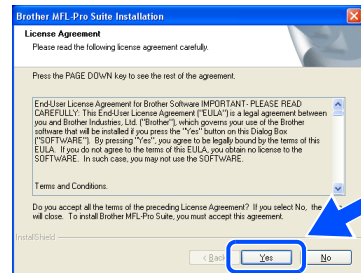 Brother MFL-Pro Suite Installation
License Agreement
Please read the following license agreement carefully.
Press the PAGE DOWN key to see the rest of the agreement.
End-User License Agreement for Brother Software IMPORTANT- PLEASE READ
CAREFULLY: This End-User License Agreement ("EULA") is a legal agreement between
you and Brother Industries, Ltd. ("Brother"), which governs your use of the Brother
software that will be installed if you press the "Yes" button on this Dialog Box
("SOFTWARE"). By pressing "Yes", you agree to be legally bound by the terms of this
EULA. If you do not agree to the terms of this EULA, you obtain no license to the
SOFTWARE. In such case, you may not use the SOFTWARE.
Terms and Conditions.
Do you accept all the terms of the preceding License Agreement? If you select No, the
will close. To install Brother MFL-Pro Suite, you must accept this agreement.
InstallShield
< Back
Yes
No